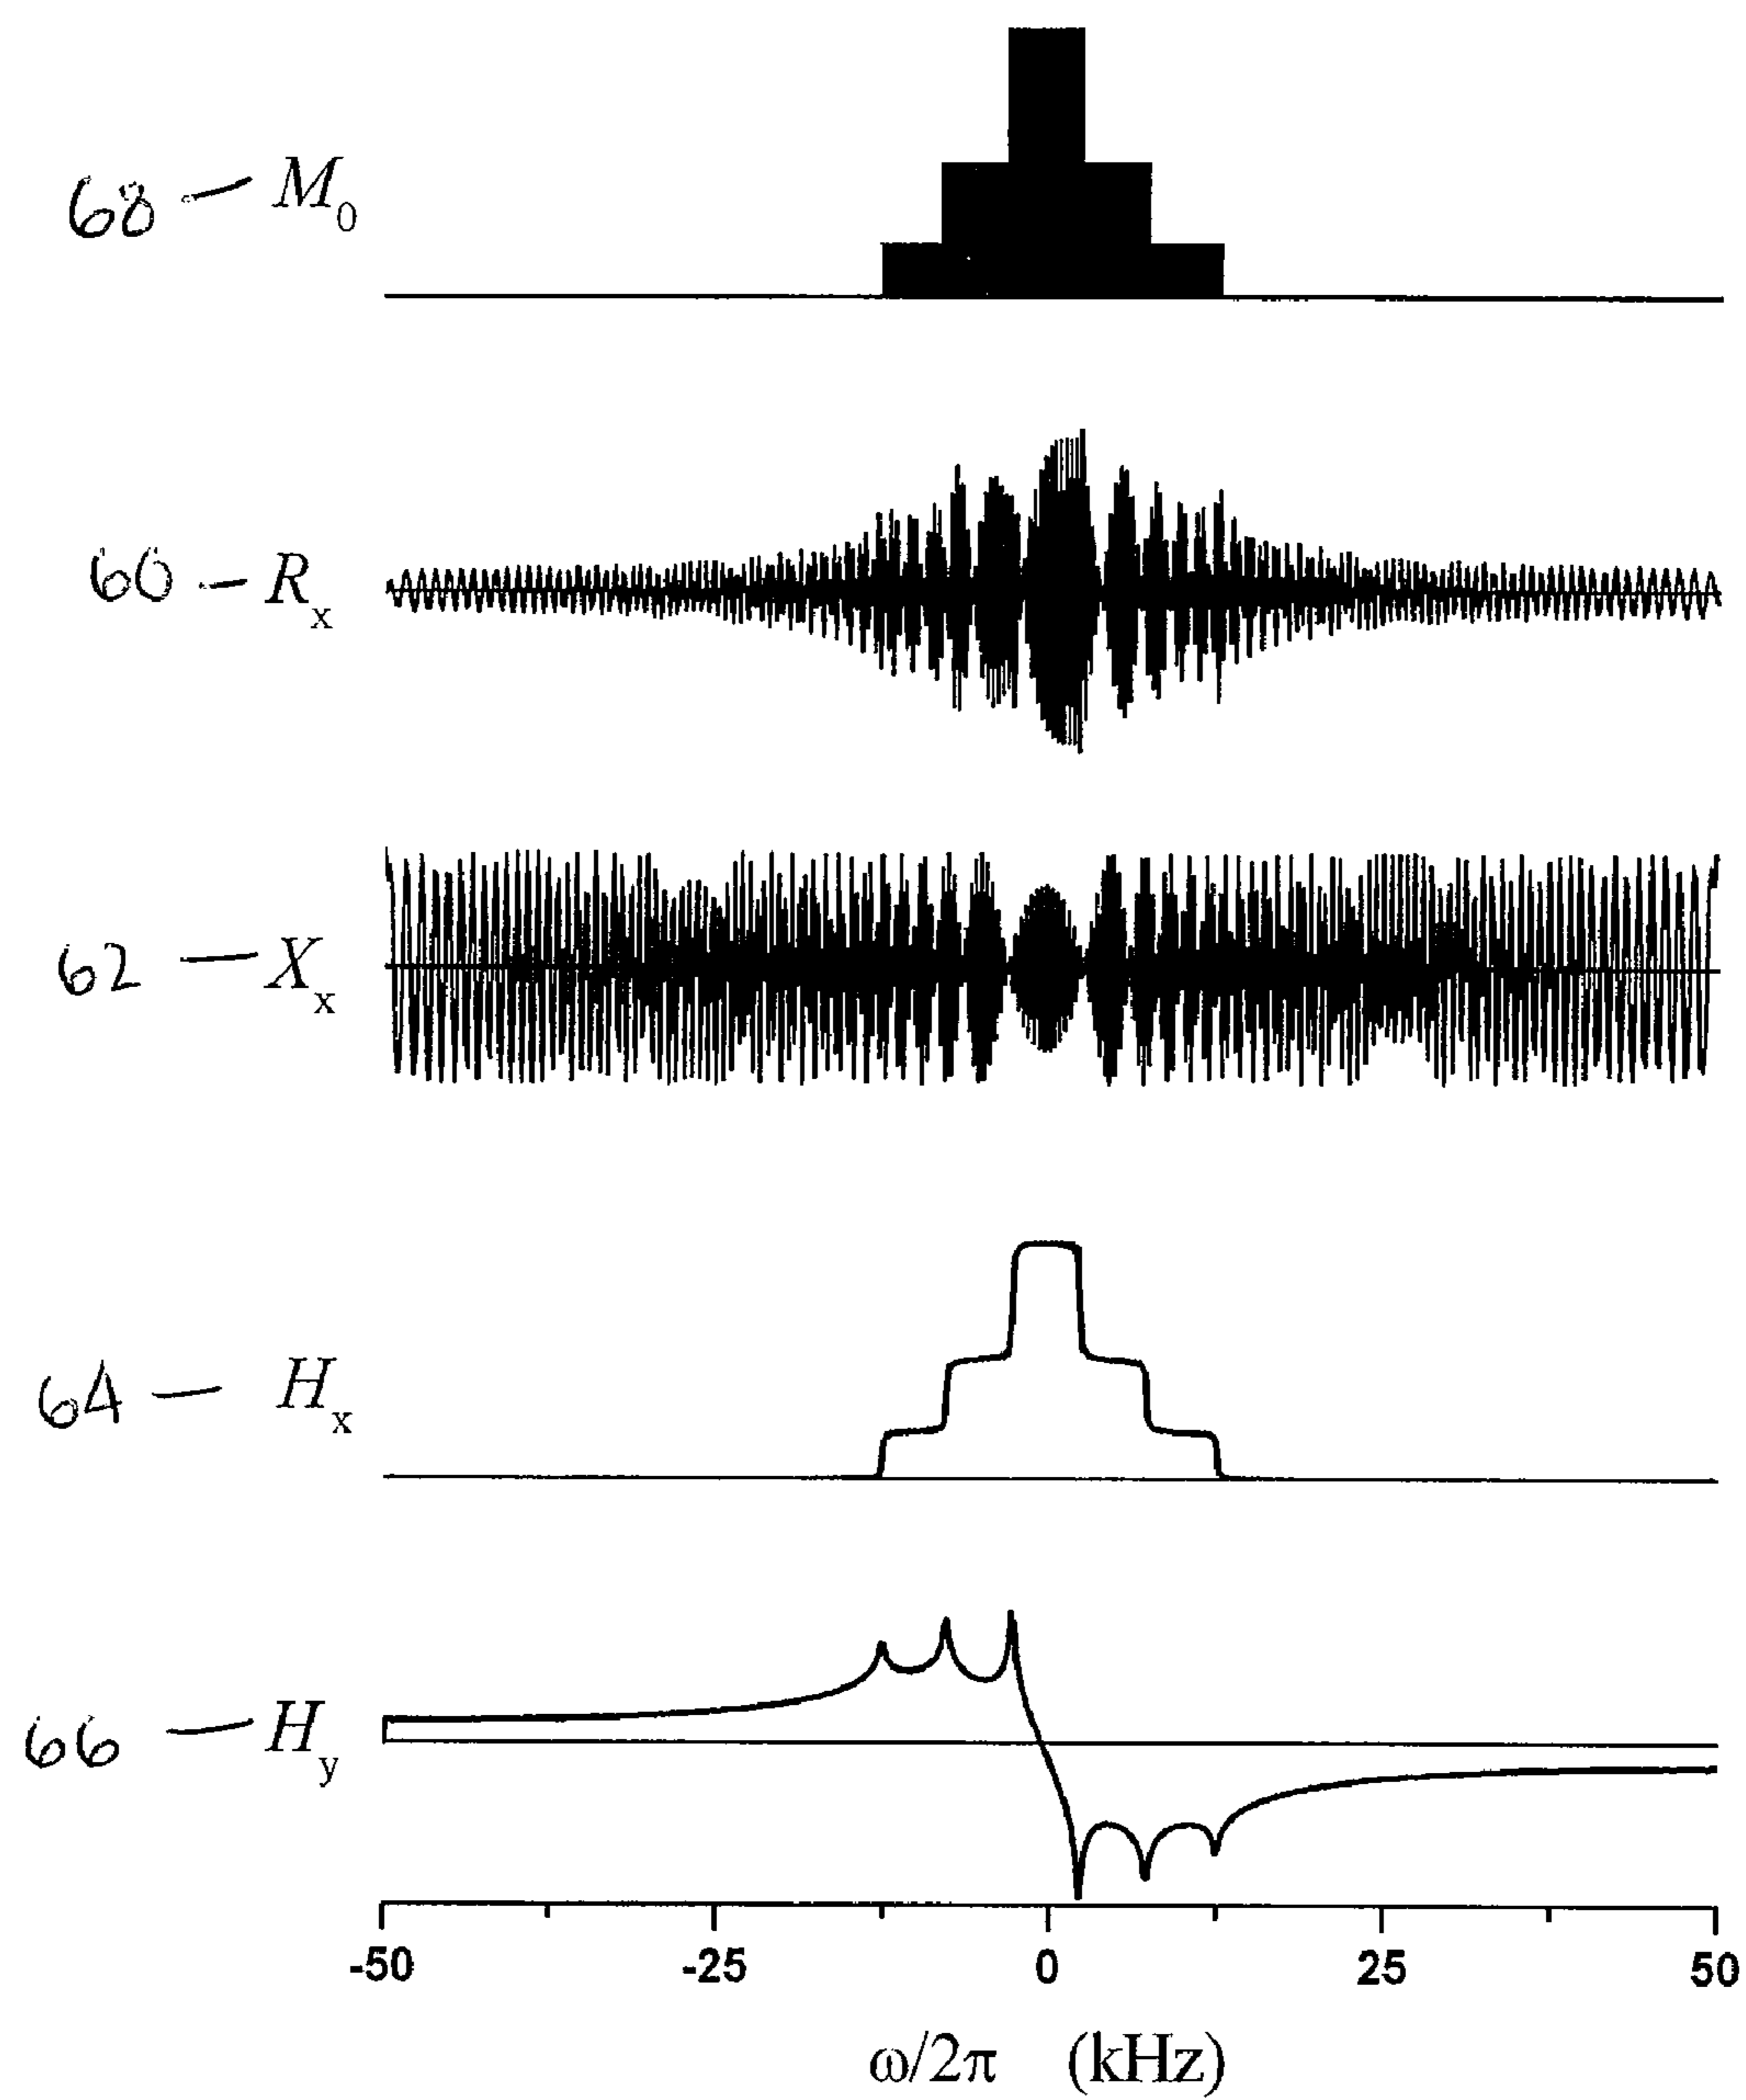 68 — M₀
60 — Rₓ
62 — Xₓ
64 — Hₓ
66 — Hy
-50 -25 0 25 50
ω/2π (kHz)